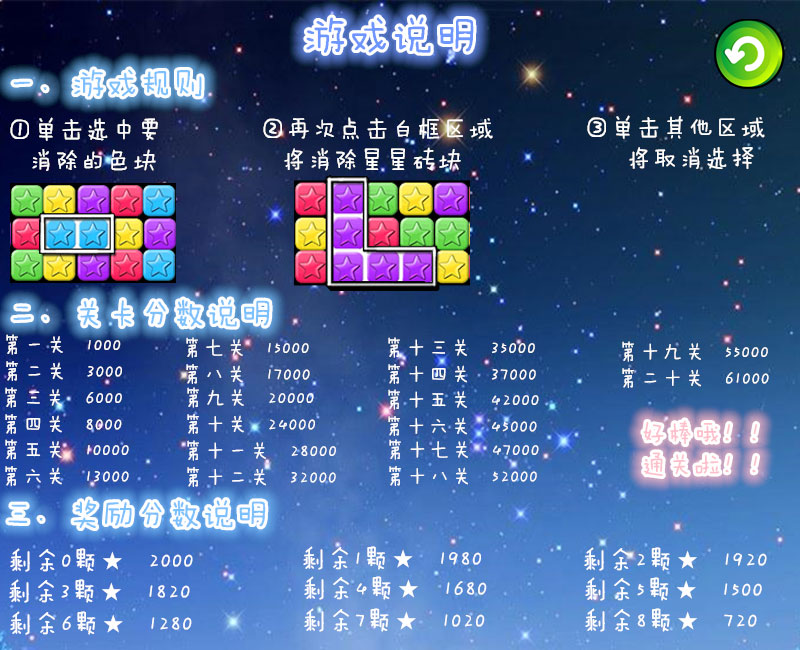 游戏说明
一、游戏规则
①单击选中要
消除的色块
②再次点击白框区域
将消除星星砖块
③单击其他区域
将取消选择
二、关卡分数说明
第一关 1000
第二关 3000
第三关 6000
第四关 8000
第五关 10000
第六关 13000
第七关 15000
第八关 17000
第九关 20000
第十关 24000
第十一关 28000
第十二关 32000
第十三关 35000
第十四关 37000
第十五关 42000
第十六关 45000
第十七关 47000
第十八关 52000
第十九关 55000
第二十关 61000
好棒哦！！
通关啦！！
三、奖励分数说明
剩余0颗★ 2000
剩余1颗★ 1980
剩余2颗★ 1920
剩余3颗★ 1820
剩余4颗★ 1680
剩余5颗★ 1500
剩余6颗★ 1280
剩余7颗★ 1020
剩余8颗★ 720